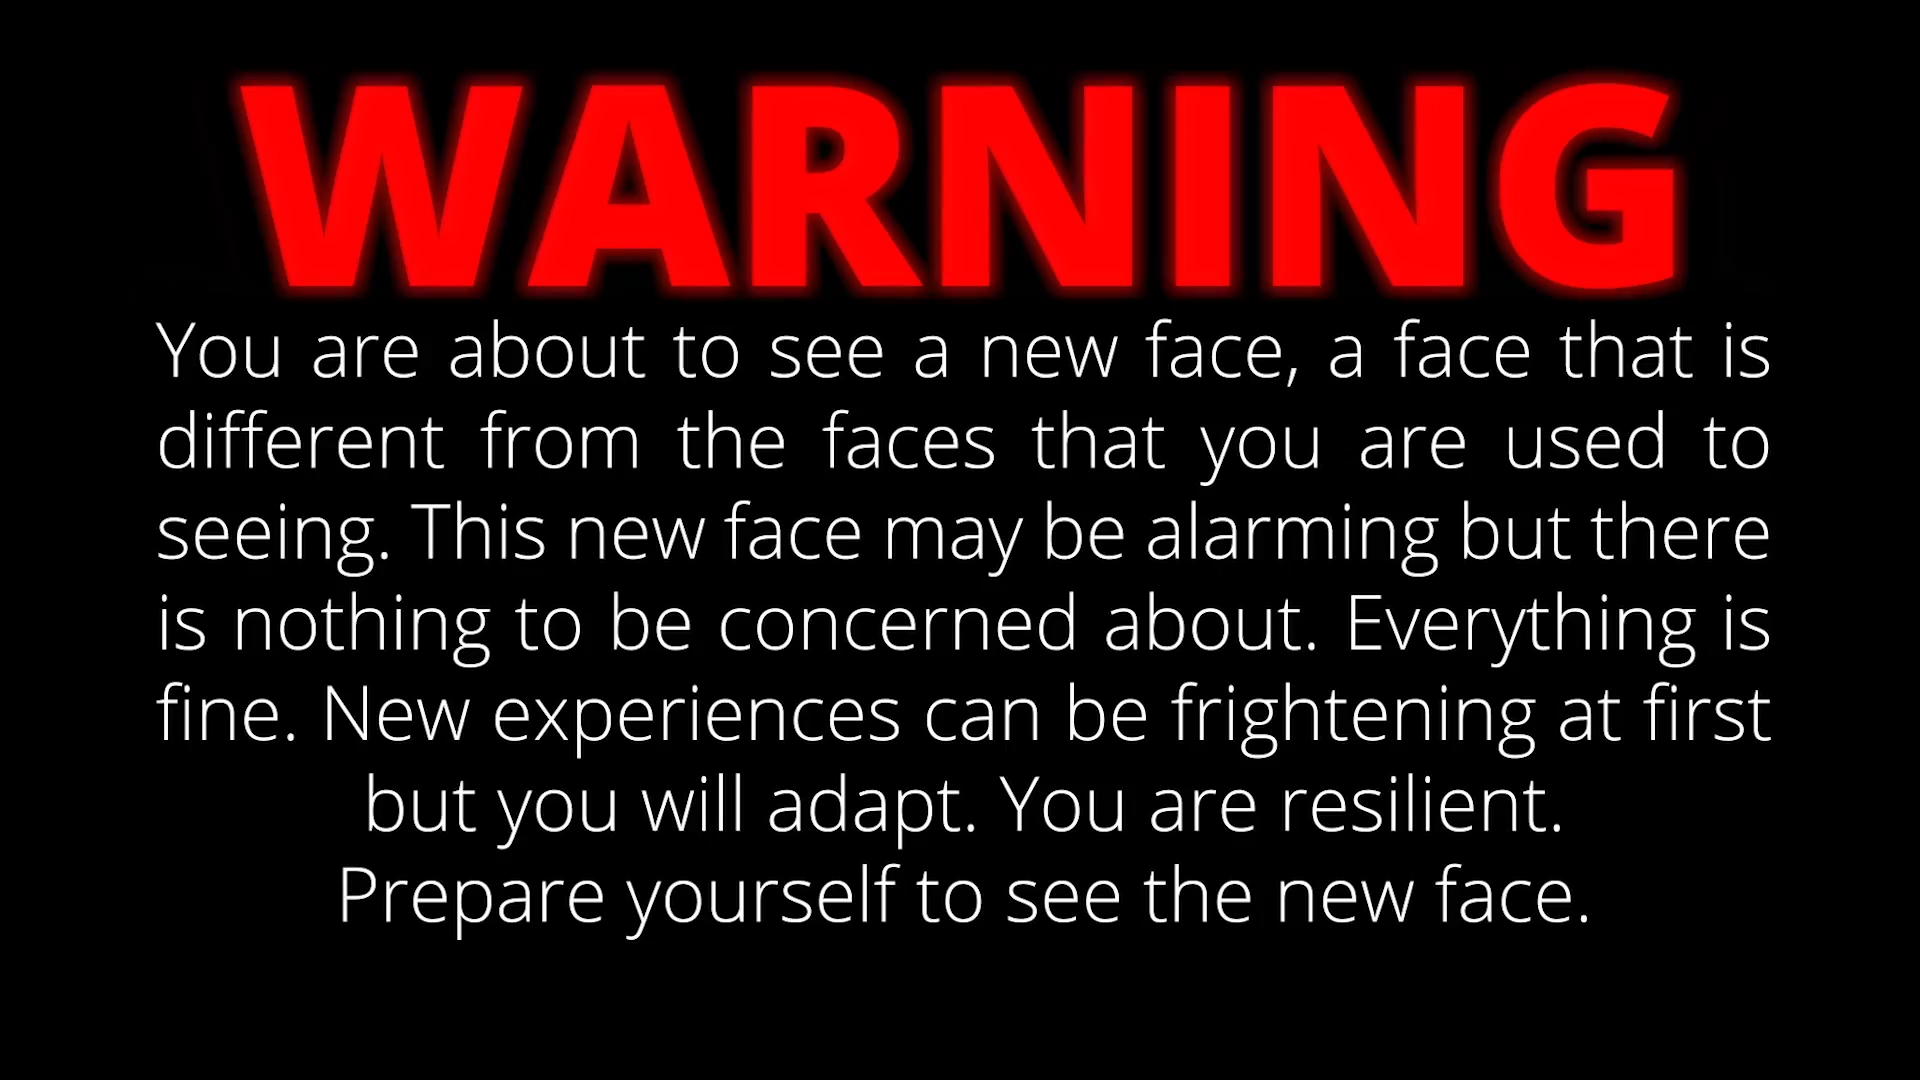 WARNING
You are about to see a new face, a face that is
different from the faces that you are used to
seeing. This new face may be alarming but there
is nothing to be concerned about. Everything is
fine. New experiences can be frightening at first
but you will adapt. You are resilient.
Prepare yourself to see the new face.